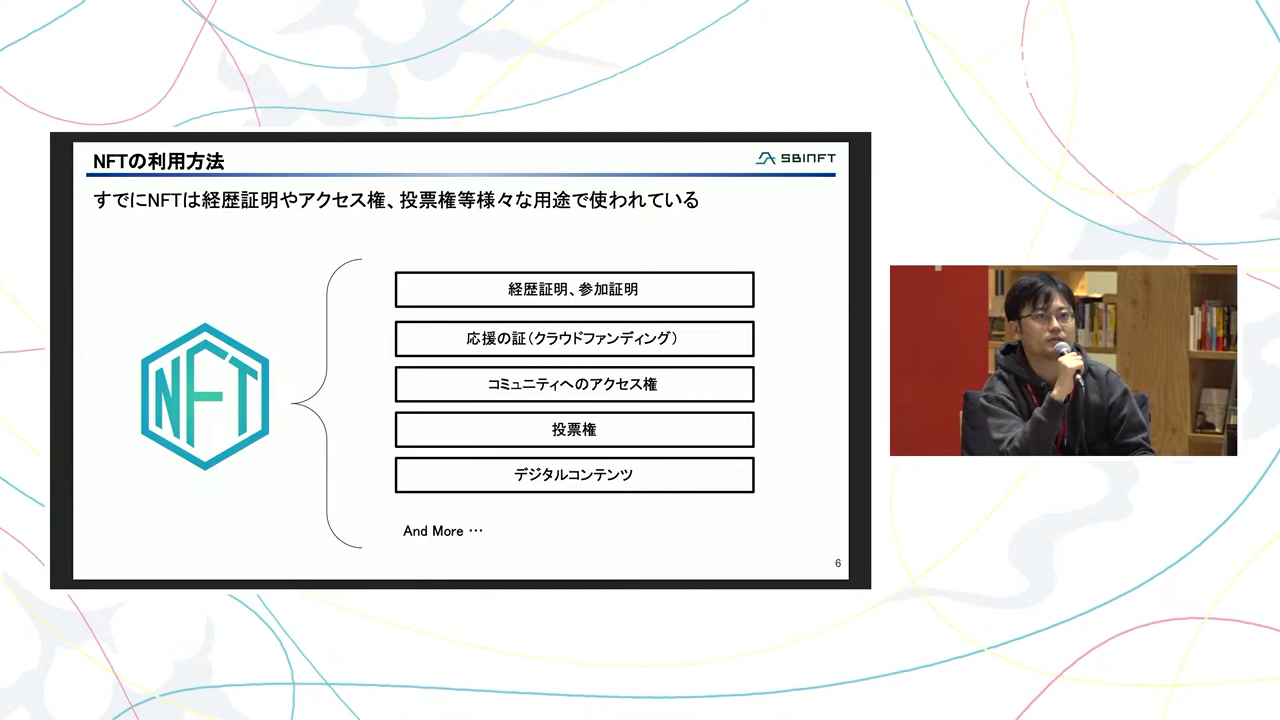 NFTの利用方法
SBINFT
すでにNFTは経歴証明やアクセス権、投票権等様々な用途で使われている
NFT
経歴証明、参加証明
応援の証（クラウドファンディング）
コミュニティへのアクセス権
投票権
デジタルコンテンツ
And More …
6